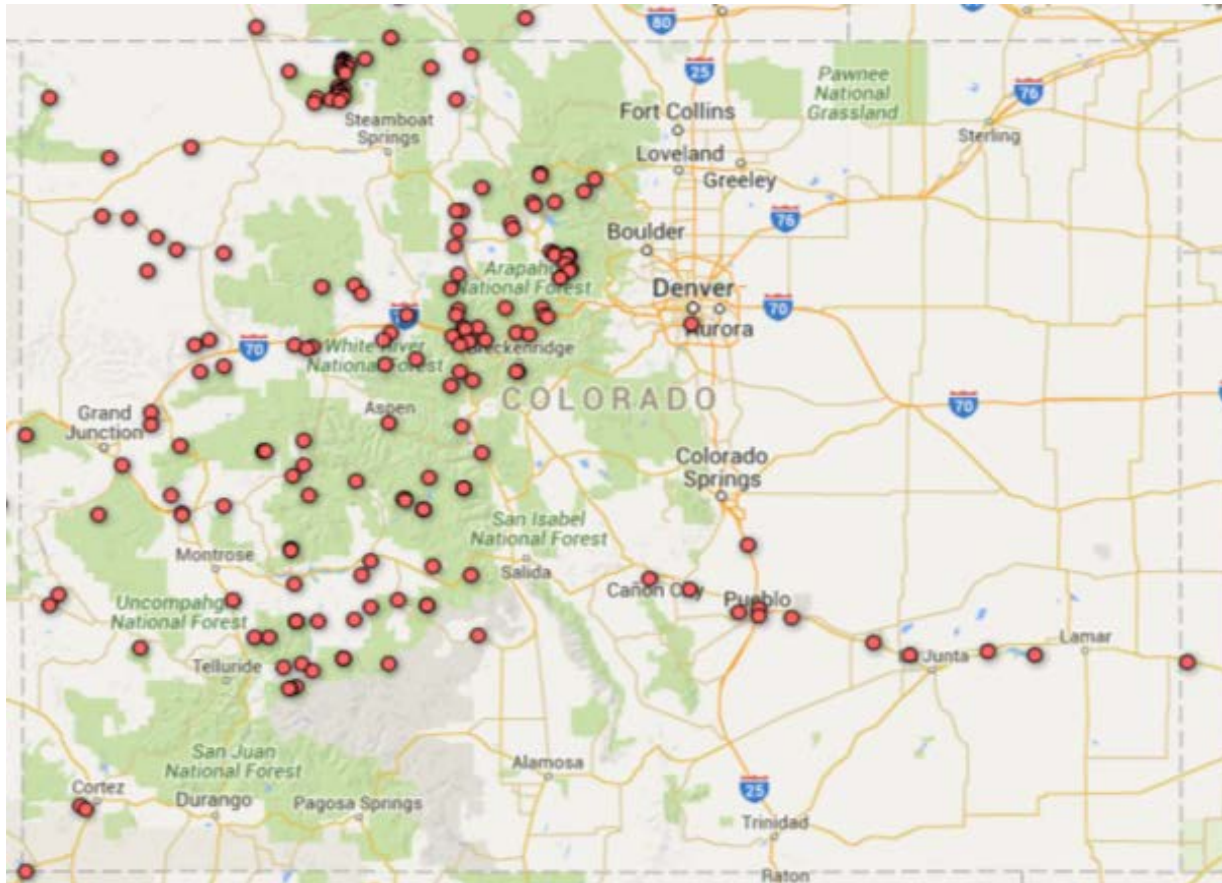 80
25
Pawnee
National
Grassland
76
Fort Collins
Sterling
Steamboat
Springs
Loveland
Greeley
76
Boulder
Arapaho
National Forest
Denver
70
Aurora
70
White River
National Forest
Breckenridge
COLORADO
Aspen
70
Grand
Junction
Colorado
Springs
San Isabel
National Forest
Montrose
Salida
Cañon City
Pueblo
Uncompahgre
National Forest
Lamar
Junta
Telluride
San Juan
National Forest
Alamosa
25
Cortez
Durango
Pagosa Springs
Trinidad
Raton